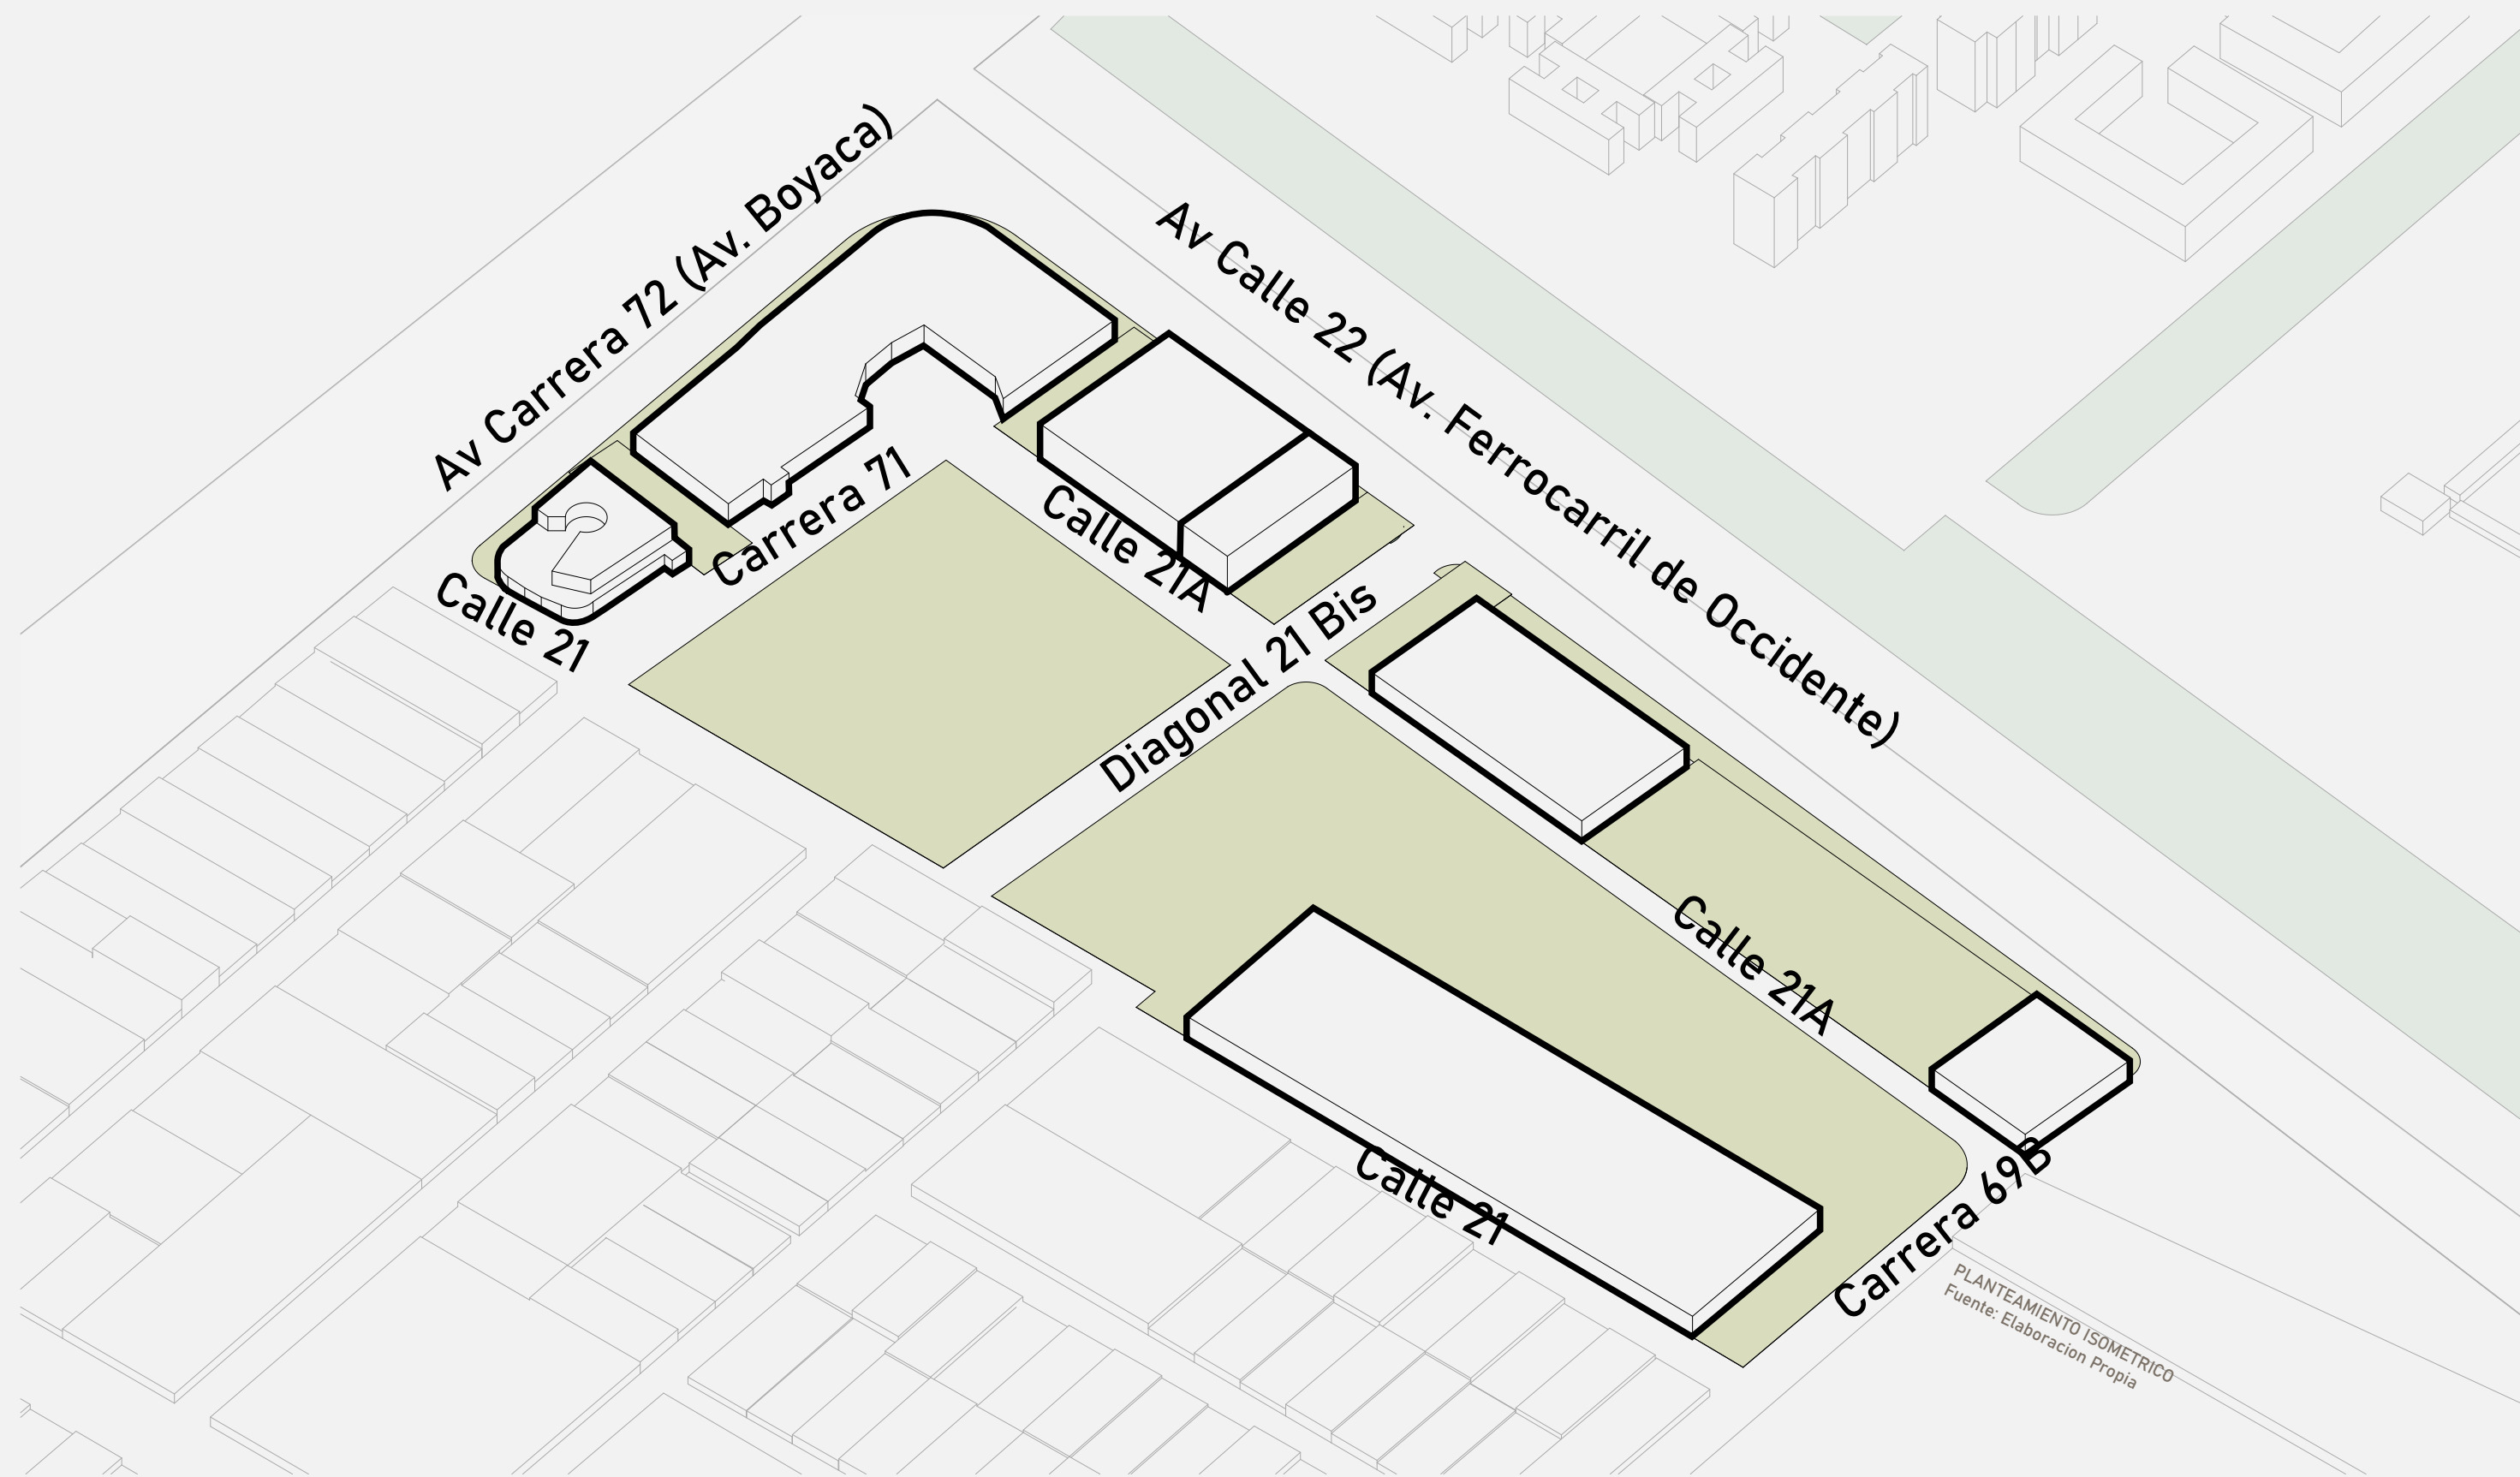 Av Carrera 72 (Av. Boyaca)
Av Calle 22 (Av. Ferrocarril de Occidente)
Carrera 71
Calle 21A
Calle 21
Diagonal 21 Bis
Calle 21A
Calle 21
Carrera 69B
PLANTEAMIENTO ISOMETRICO
Fuente: Elaboracion Propia